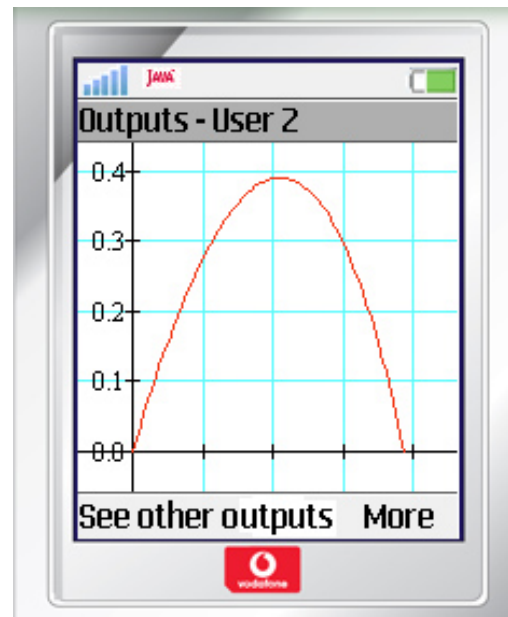 JAVA
Outputs - User 2
0.4
0.3
0.2
0.1
0.0
See other outputs More
vodafone